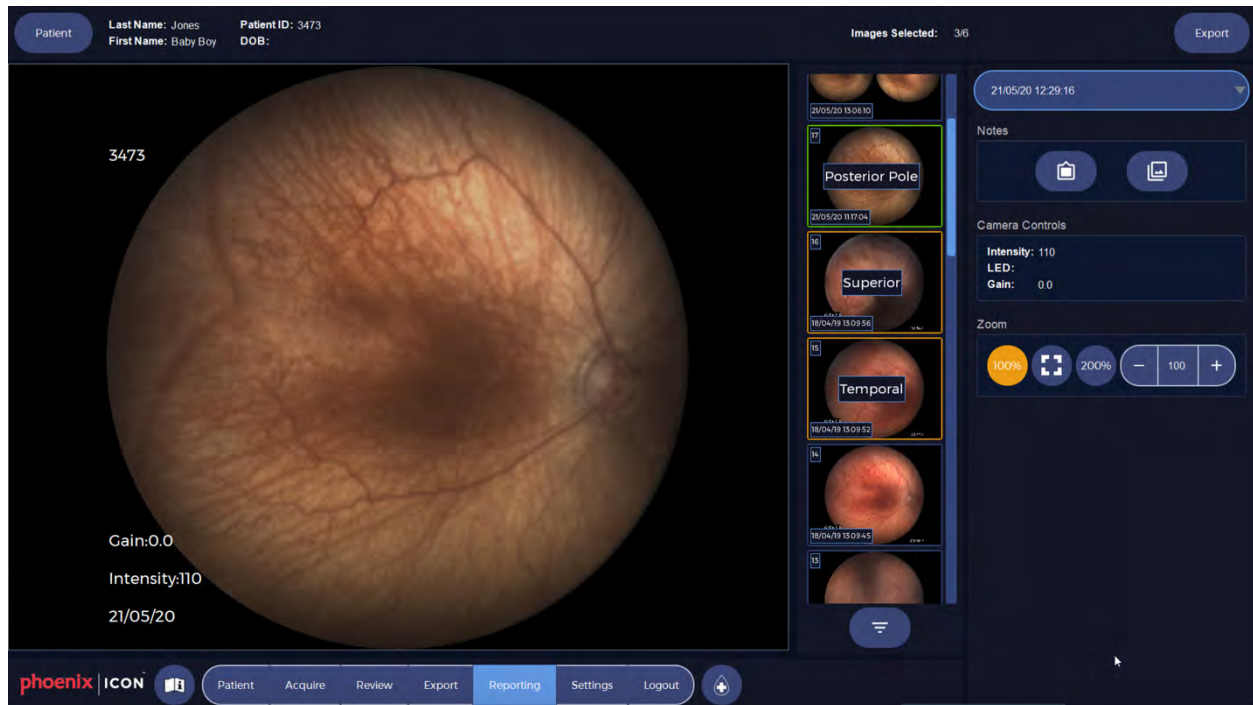 Patient
Last Name: Jones
First Name: Baby Boy
Patient ID: 3473
DOB:
Images Selected: 3/6
Export
3473
Gain:0.0
Intensity:110
21/05/20
21/05/20 13:06:10
17
Posterior Pole
21/05/20 11:17:04
16
Superior
18/04/19 13:09:56
15
Temporal
18/04/19 13:09:52
14
18/04/19 13:09:45
13
21/05/20 12:29:16
Notes
Camera Controls
Intensity: 110
LED:
Gain: 0.0
Zoom
100%
200%
− 100 +
phoenix | ICON
Patient Acquire Review Export Reporting Settings Logout